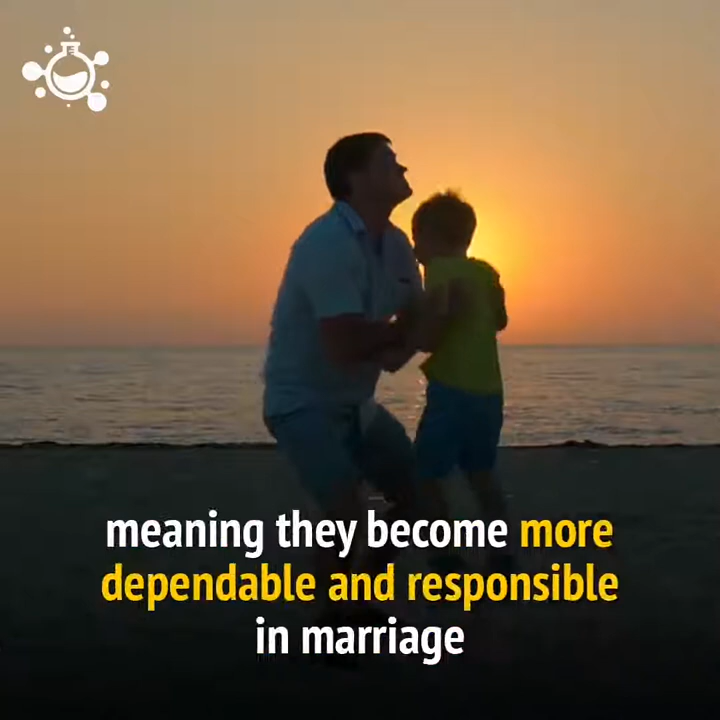 meaning they become more
dependable and responsible
in marriage